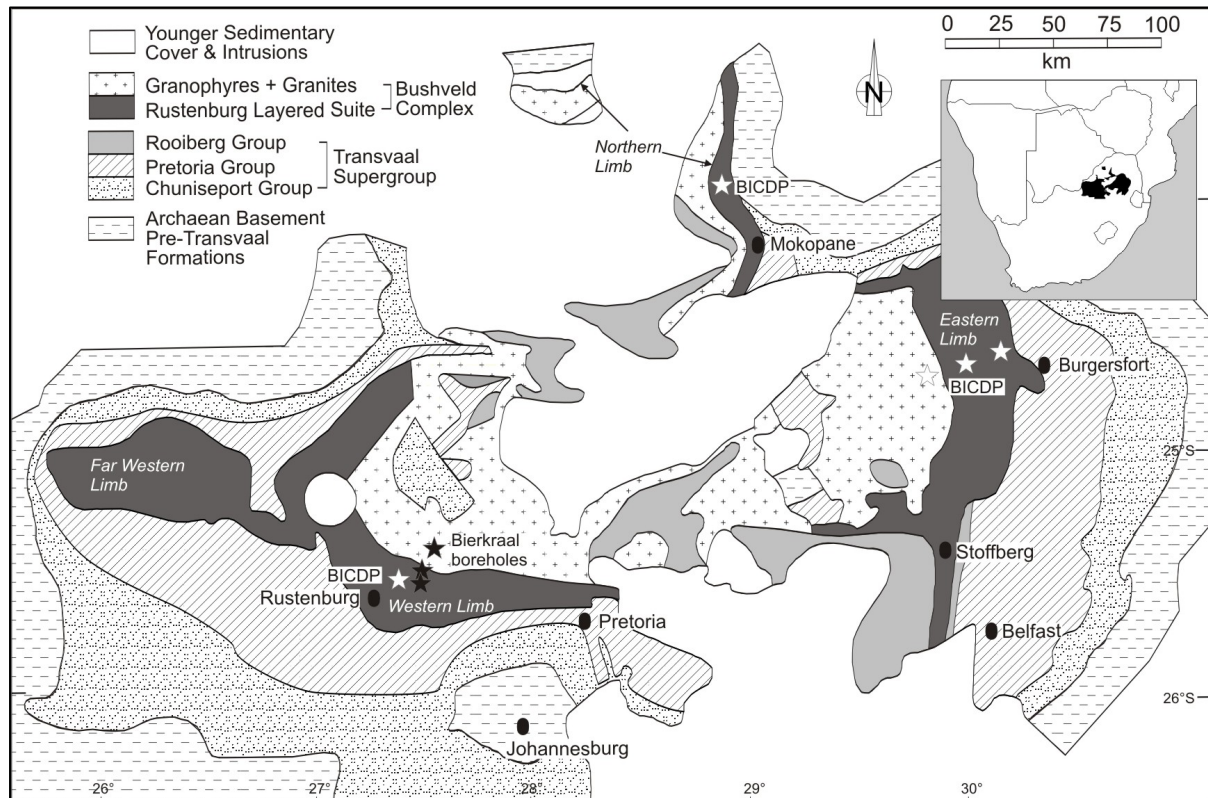 Younger Sedimentary
Cover & Intrusions
Granophyres + Granites
Rustenburg Layered Suite
Bushveld
Complex
Rooiberg Group
Pretoria Group
Chuniseport Group
Transvaal
Supergroup
Archaean Basement
Pre-Transvaal
Formations
0 25 50 75 100
km
N
Northern
Limb
BICDP
Mokopane
Eastern
Limb
BICDP
Burgersfort
25°S
Far Western
Limb
Bierkraal
boreholes
BICDP
Rustenburg
Western Limb
Stoffberg
Pretoria
Belfast
26°S
Johannesburg
26° 27° 28° 29° 30°